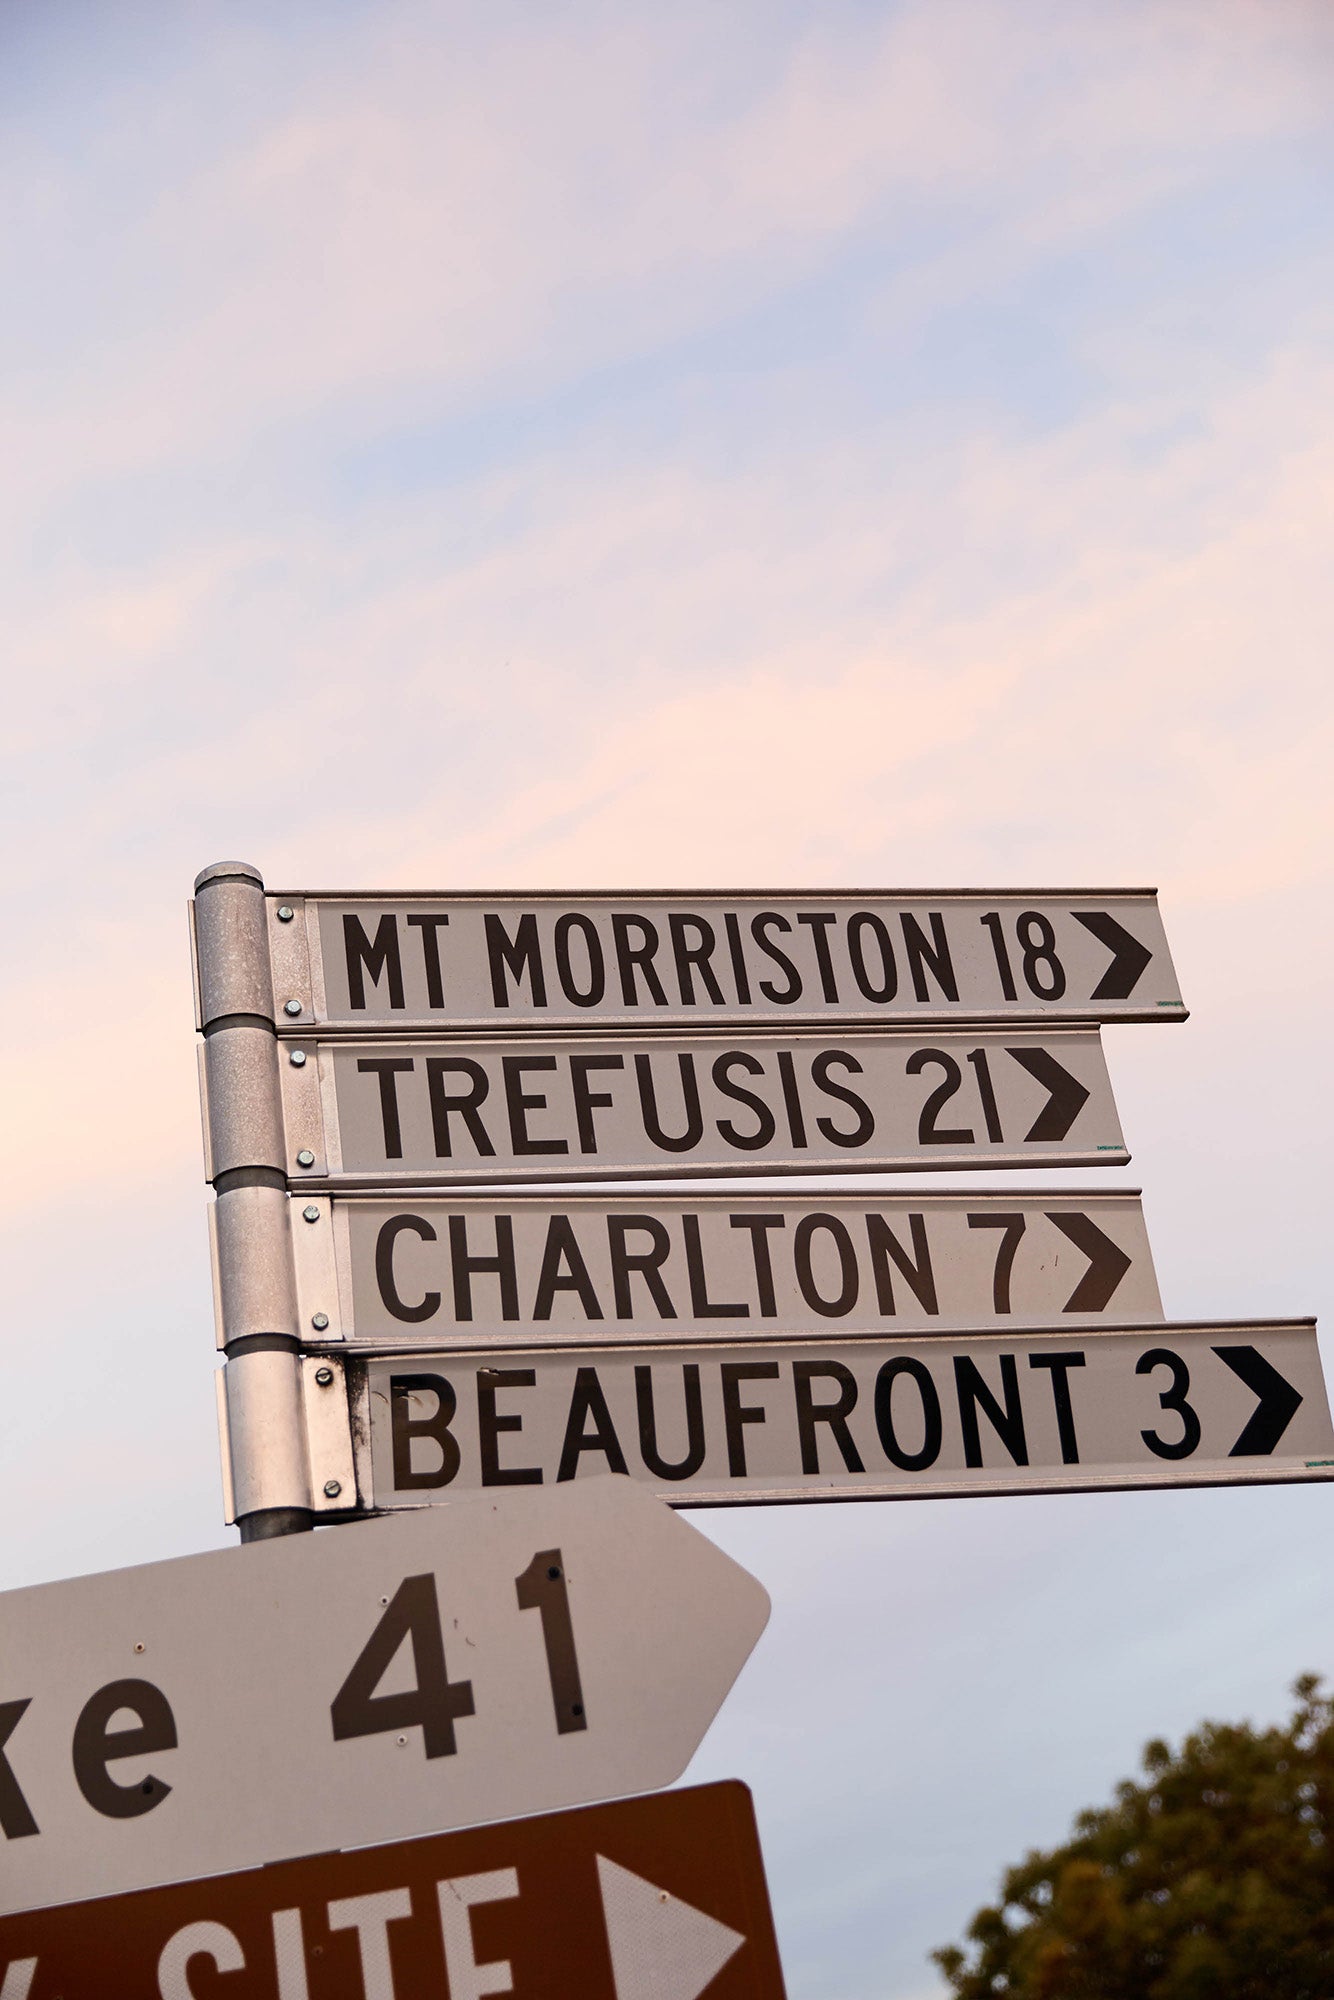 MT MORRISTON 18
TREFUSIS 21
CHARLTON 7
BEAUFRONT 3
ke 41
SITE